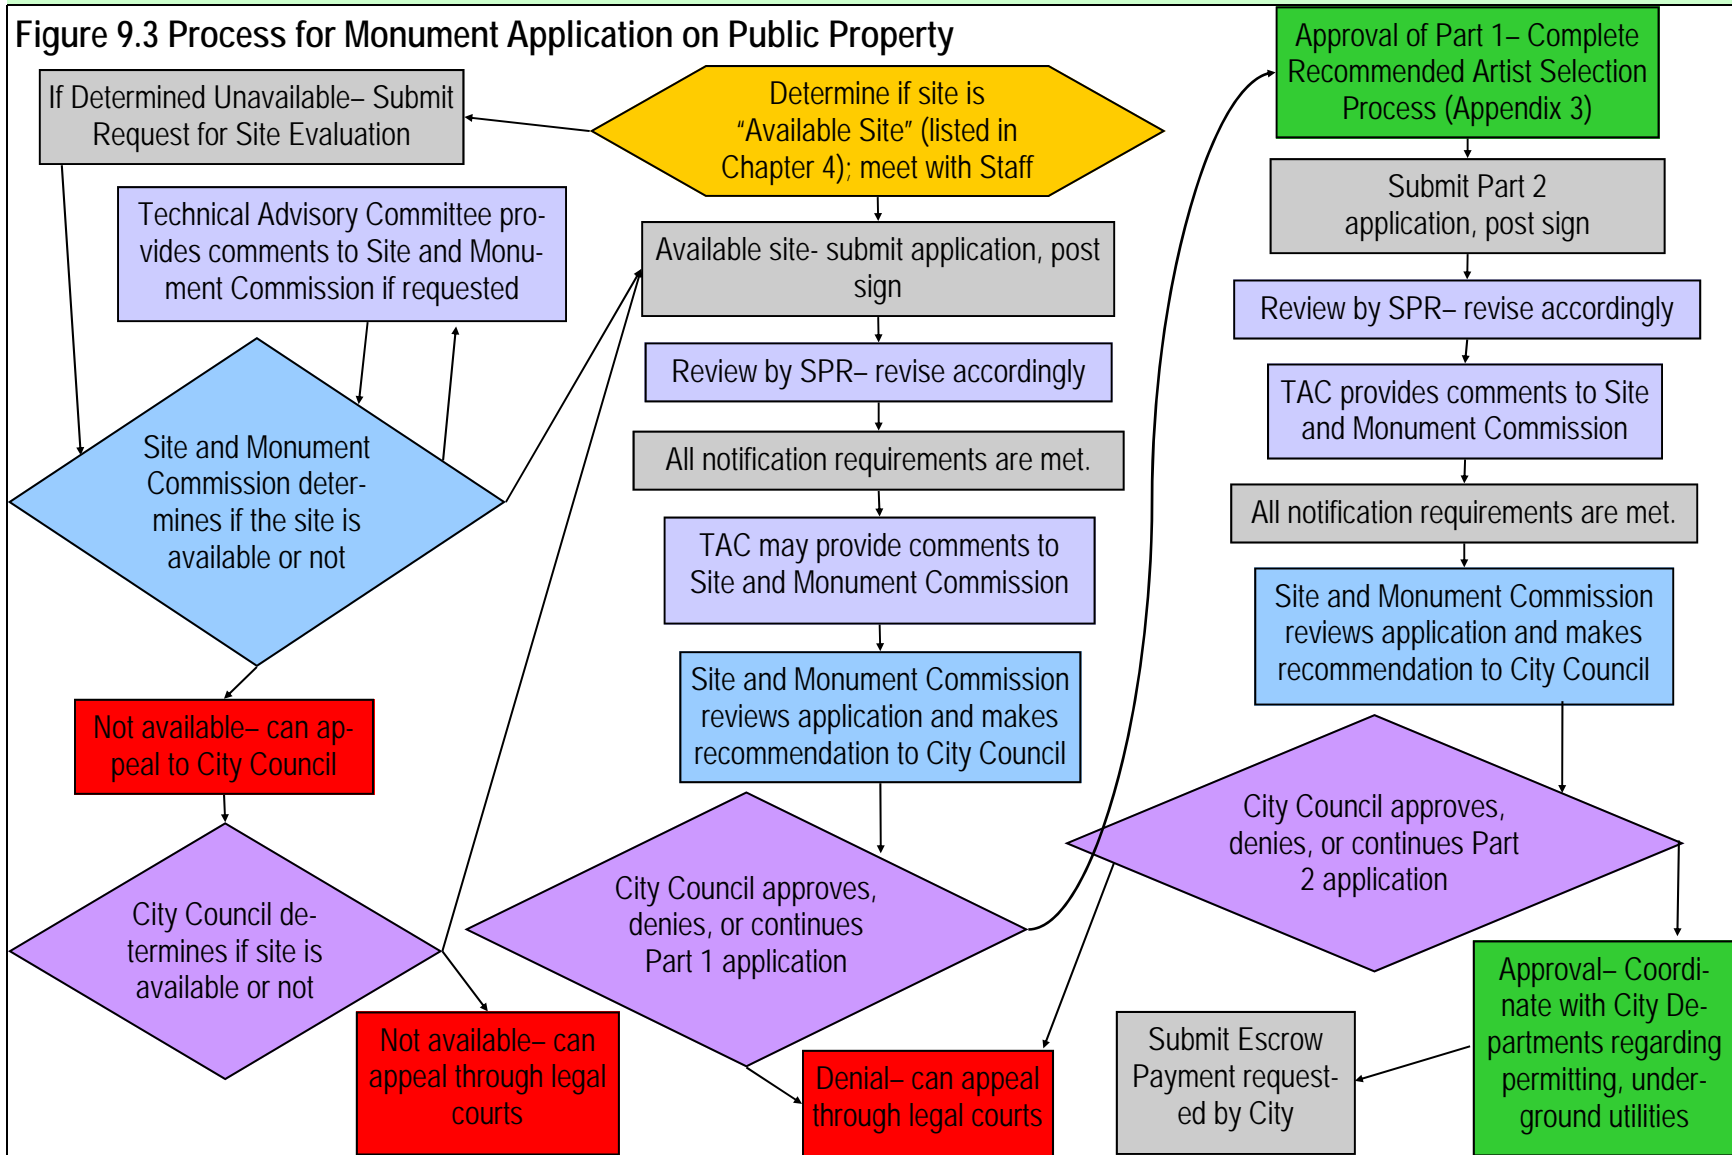 Figure 9.3 Process for Monument Application on Public Property
If Determined Unavailable– Submit
Request for Site Evaluation
Technical Advisory Committee pro-
vides comments to Site and Monu-
ment Commission if requested
Site and Monument
Commission deter-
mines if the site is
available or not
Not available– can ap-
peal to City Council
City Council de-
termines if site is
available or not
Not available– can
appeal through legal
courts
Determine if site is
“Available Site” (listed in
Chapter 4); meet with Staff
Available site- submit application, post
sign
Review by SPR– revise accordingly
All notification requirements are met.
TAC may provide comments to
Site and Monument Commission
Site and Monument Commission
reviews application and makes
recommendation to City Council
City Council approves,
denies, or continues
Part 1 application
Denial– can appeal
through legal courts
Approval of Part 1– Complete
Recommended Artist Selection
Process (Appendix 3)
Submit Part 2
application, post sign
Review by SPR– revise accordingly
TAC provides comments to Site
and Monument Commission
All notification requirements are met.
Site and Monument Commission
reviews application and makes
recommendation to City Council
City Council approves,
denies, or continues Part
2 application
Approval– Coordi-
nate with City De-
partments regarding
permitting, under-
ground utilities
Submit Escrow
Payment request-
ed by City